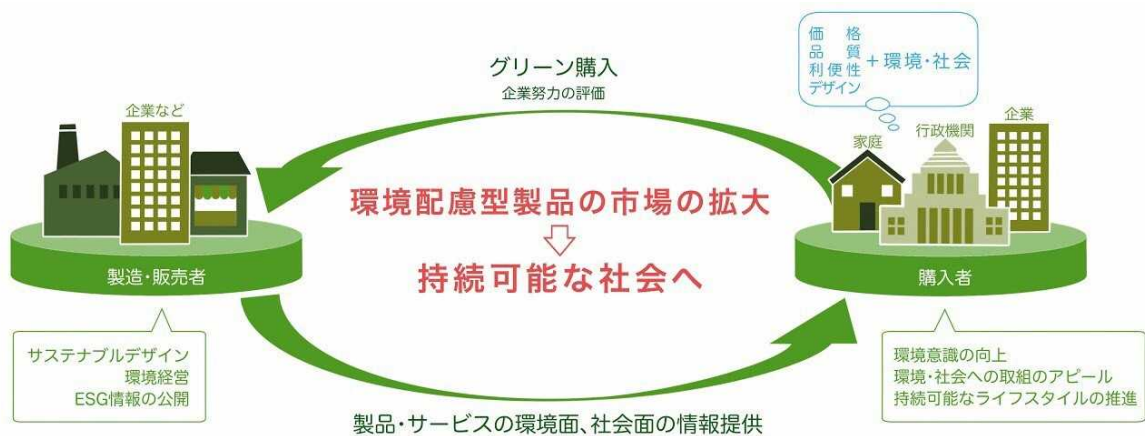 価格
品質
利便性
デザイン
+環境・社会
グリーン購入
企業努力の評価
企業など
家庭
行政機関
企業
環境配慮型製品の市場の拡大
持続可能な社会へ
製造・販売者
購入者
サステナブルデザイン
環境経営
ESG情報の公開
環境意識の向上
環境・社会への取組のアピール
持続可能なライフスタイルの推進
製品・サービスの環境面、社会面の情報提供